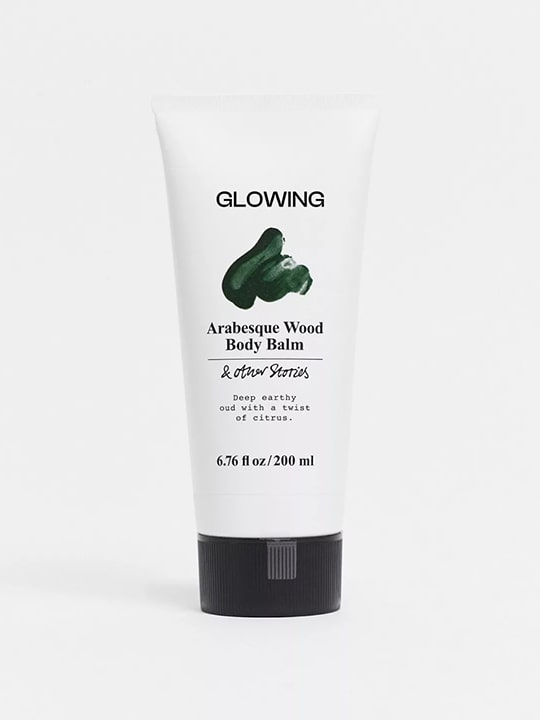 GLOWING
Arabesque Wood
Body Balm
& other Stories
Deep earthy
oud with a twist
of citrus.
6.76 fl oz / 200 ml